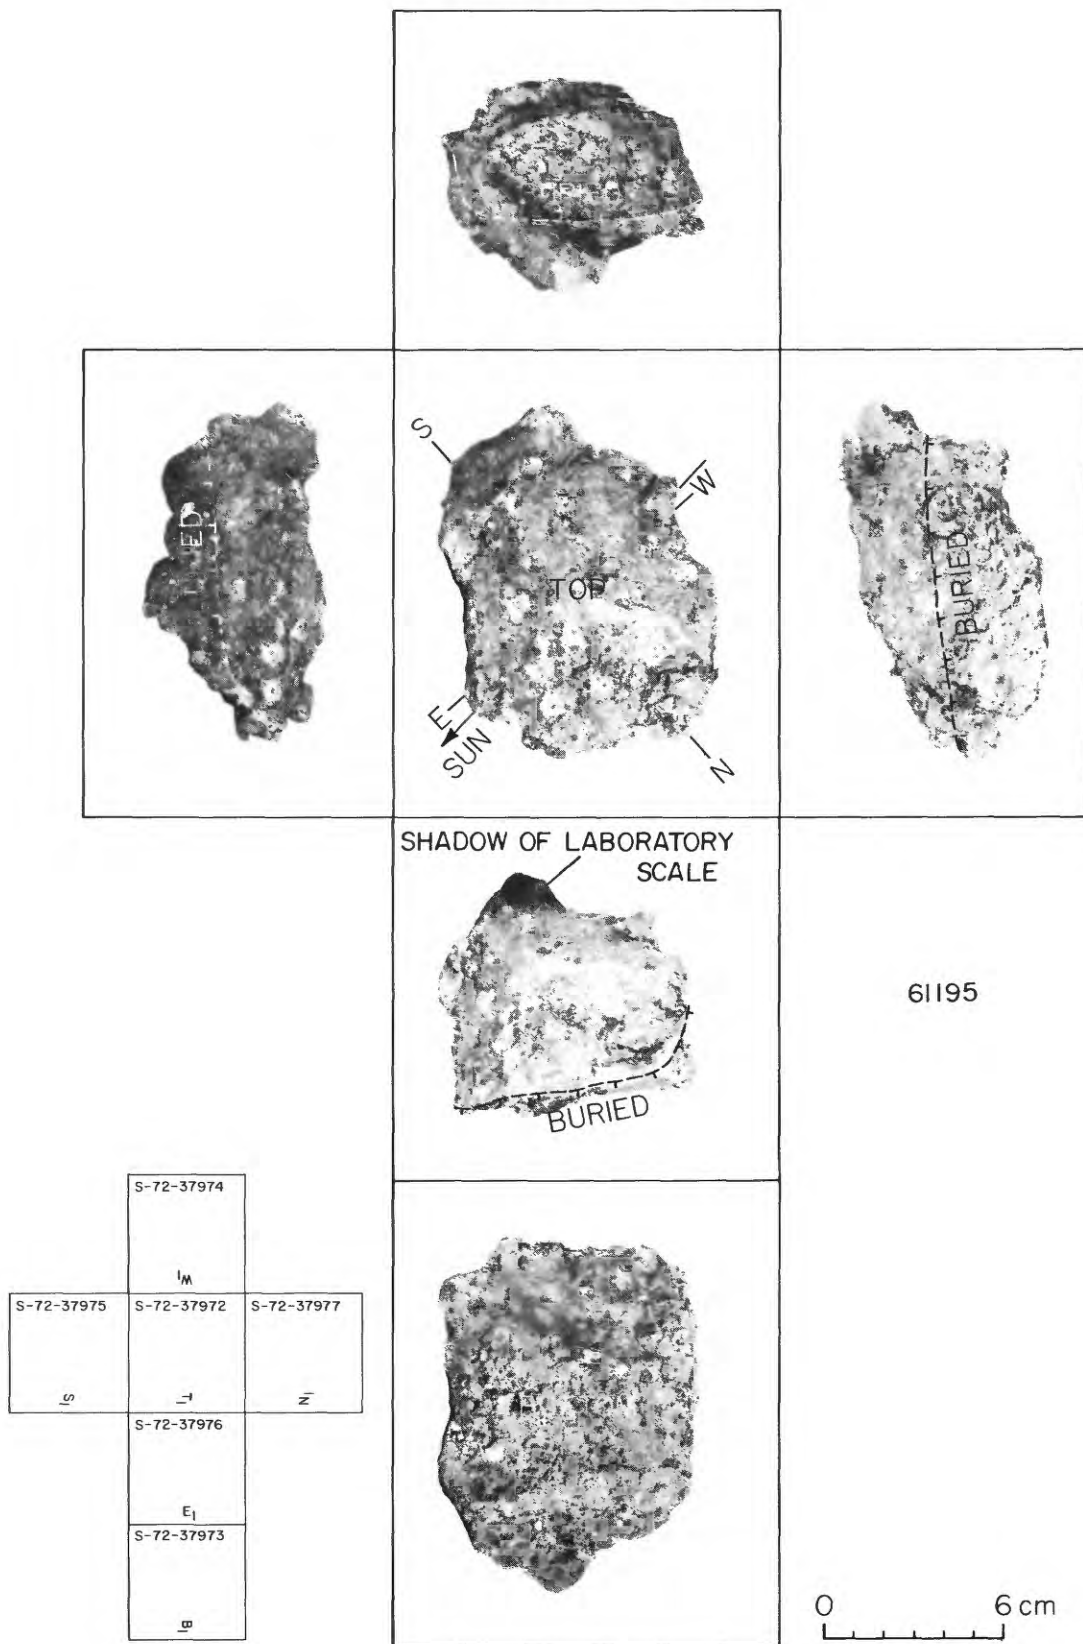 S
W
TOP
BURIED
E
SUN
N
SHADOW OF LABORATORY
SCALE
61195
BURIED
S-72-37974
W1
S-72-37975
S-72-37972
S-72-37977
S1
T1
N1
S-72-37976
E1
S-72-37973
B1
0
6 cm